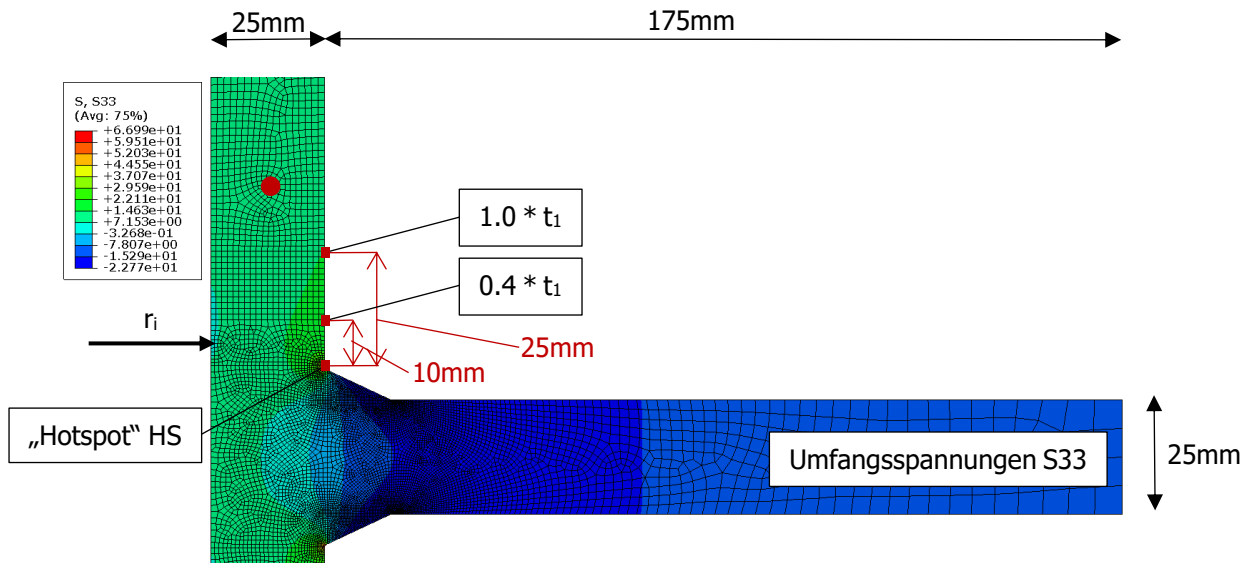 25mm
175mm
S, S33
(Avg: 75%)
+6.699e+01
+5.951e+01
+5.203e+01
+4.455e+01
+3.707e+01
+2.959e+01
+2.211e+01
+1.463e+01
+7.153e+00
-3.268e-01
-7.807e+00
-1.529e+01
-2.277e+01
1.0 * t₁
0.4 * t₁
rᵢ
25mm
10mm
„Hotspot“ HS
Umfangsspannungen S33
25mm